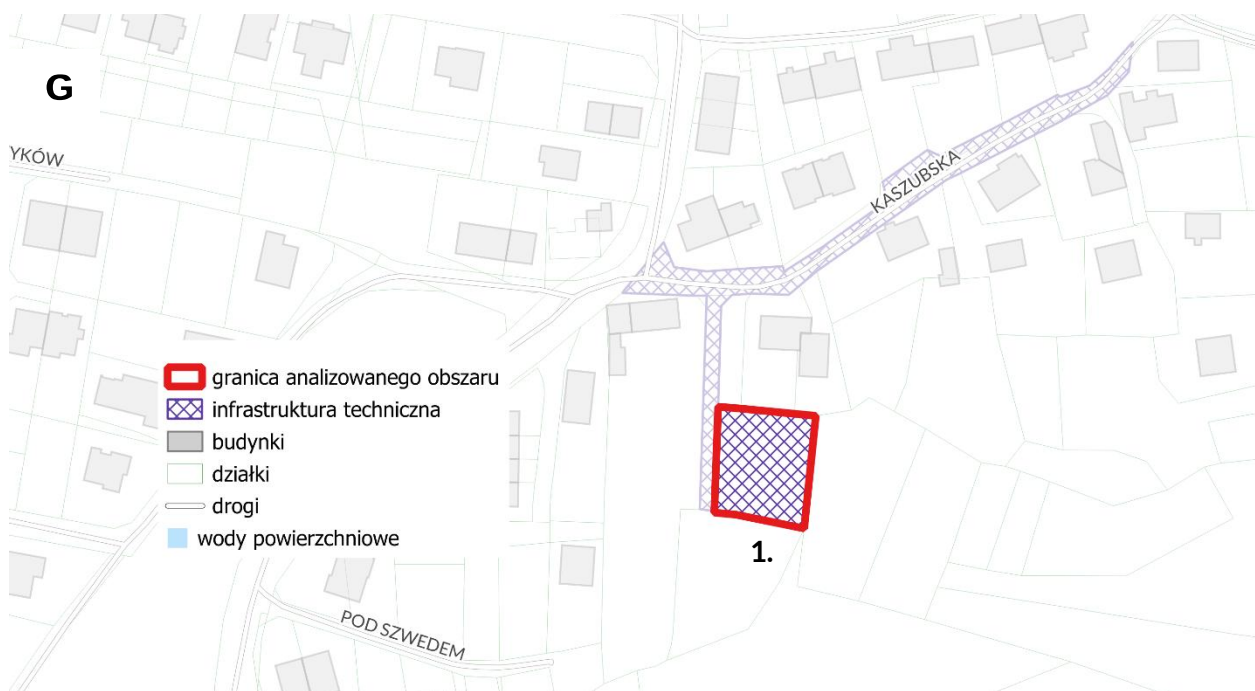 G
YKÓW
KASZUBSKA
granica analizowanego obszaru
infrastruktura techniczna
budynki
działki
drogi
wody powierzchniowe
1.
POD SZWEDEM